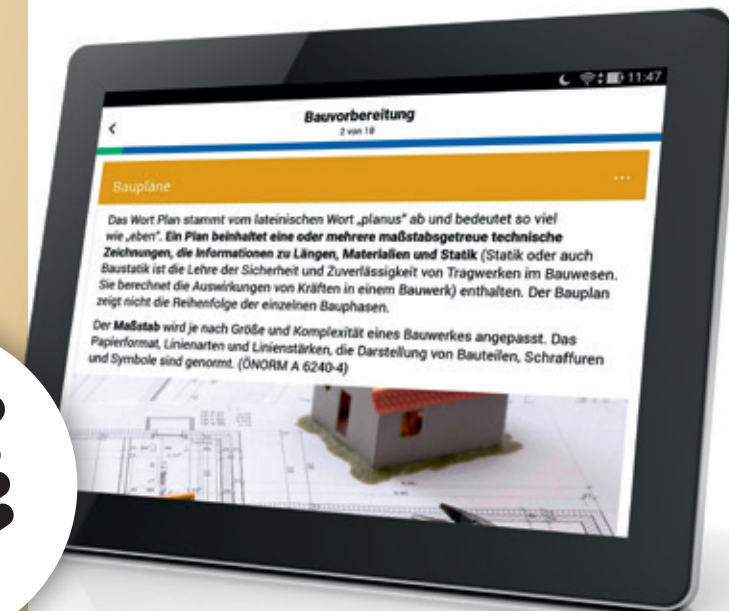 11:47
Bauvorbereitung
2 von 18
Baupläne
Das Wort Plan stammt vom lateinischen Wort „planus“ ab und bedeutet so viel
wie „eben“. Ein Plan beinhaltet eine oder mehrere maßstabsgetreue technische
Zeichnungen, die Informationen zu Längen, Materialien und Statik (Statik oder auch
Baustatik ist die Lehre der Sicherheit und Zuverlässigkeit von Tragwerken im Bauwesen.
Sie berechnet die Auswirkungen von Kräften in einem Bauwerk) enthalten. Der Bauplan
zeigt nicht die Reihenfolge der einzelnen Bauphasen.
Der Maßstab wird je nach Größe und Komplexität eines Bauwerkes angepasst. Das
Papierformat, Linienarten und Linienstärken, die Darstellung von Bauteilen, Schraffuren
und Symbole sind genormt. (ÖNORM A 6240-4)